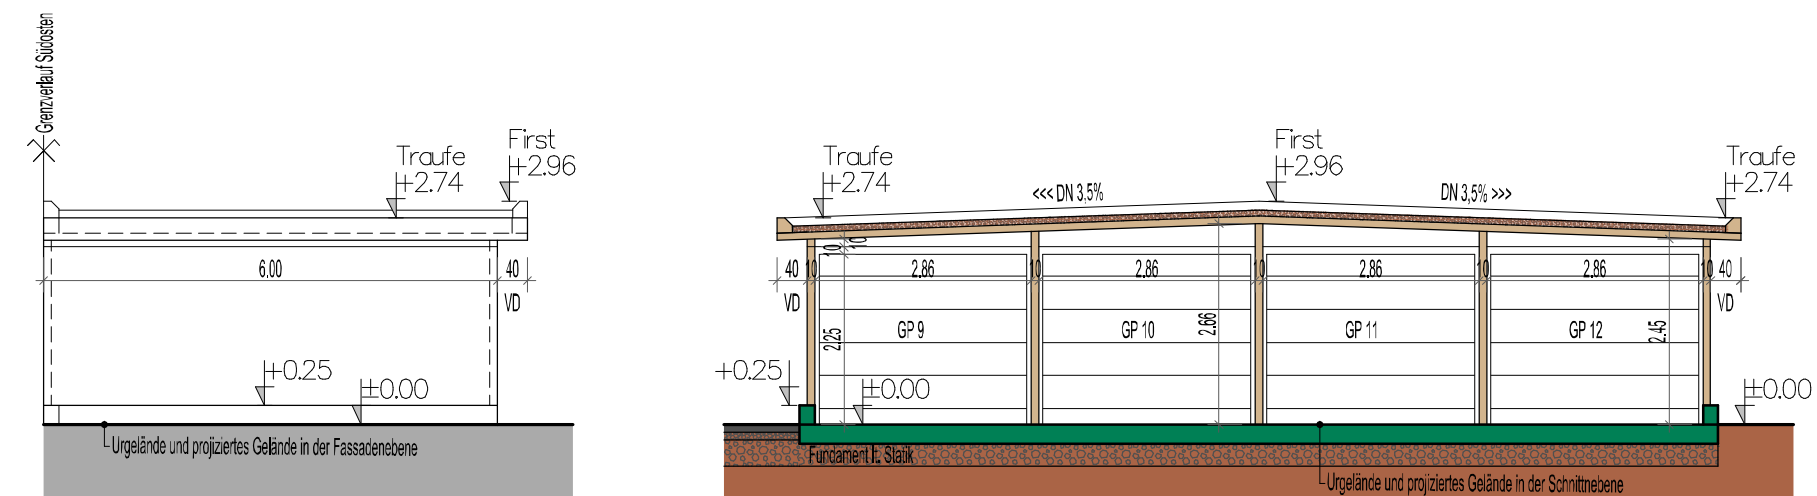 Grenzverlauf Südosten
Traufe
+2.74
First
+2.96
6.00
40
VD
+0.25
±0.00
Urgelände und projiziertes Gelände in der Fassadenebene
Traufe
+2.74
<<< DN 3,5%
First
+2.96
DN 3,5% >>>
Traufe
+2.74
10
10
40
10
2.86
10
2.86
10
2.86
10
2.86
10
40
VD
VD
2.25
GP 9
GP 10
2.66
GP 11
GP 12
2.45
+0.25
±0.00
±0.00
Fundament lt. Statik
Urgelände und projiziertes Gelände in der Schnittnebene